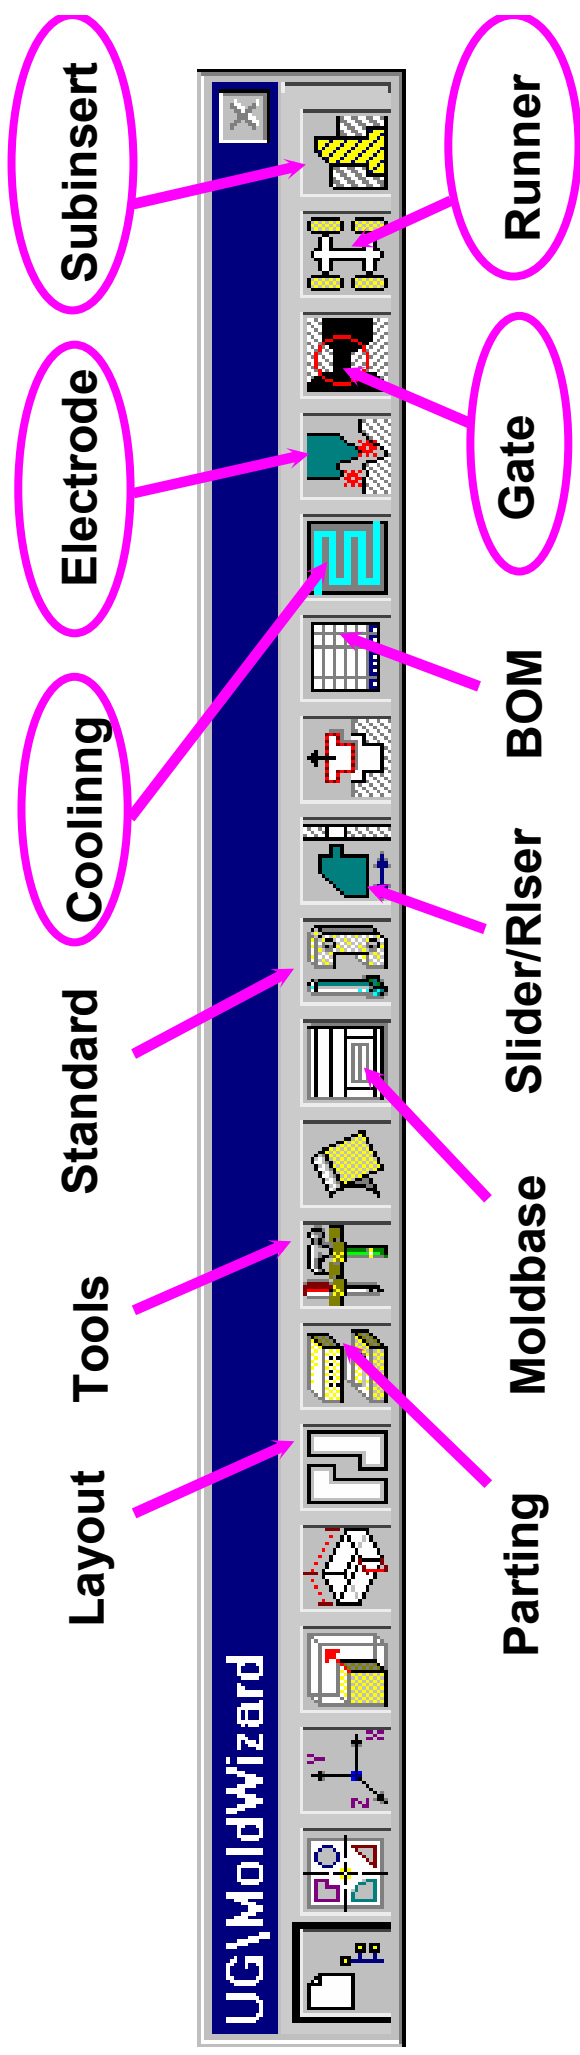 Layout
Tools
Standard
Coolinng
Electrode
Subinsert
UG\MoldWizard
Z
Y
X
Parting
Moldbase
Slider/RIser
BOM
Gate
Runner